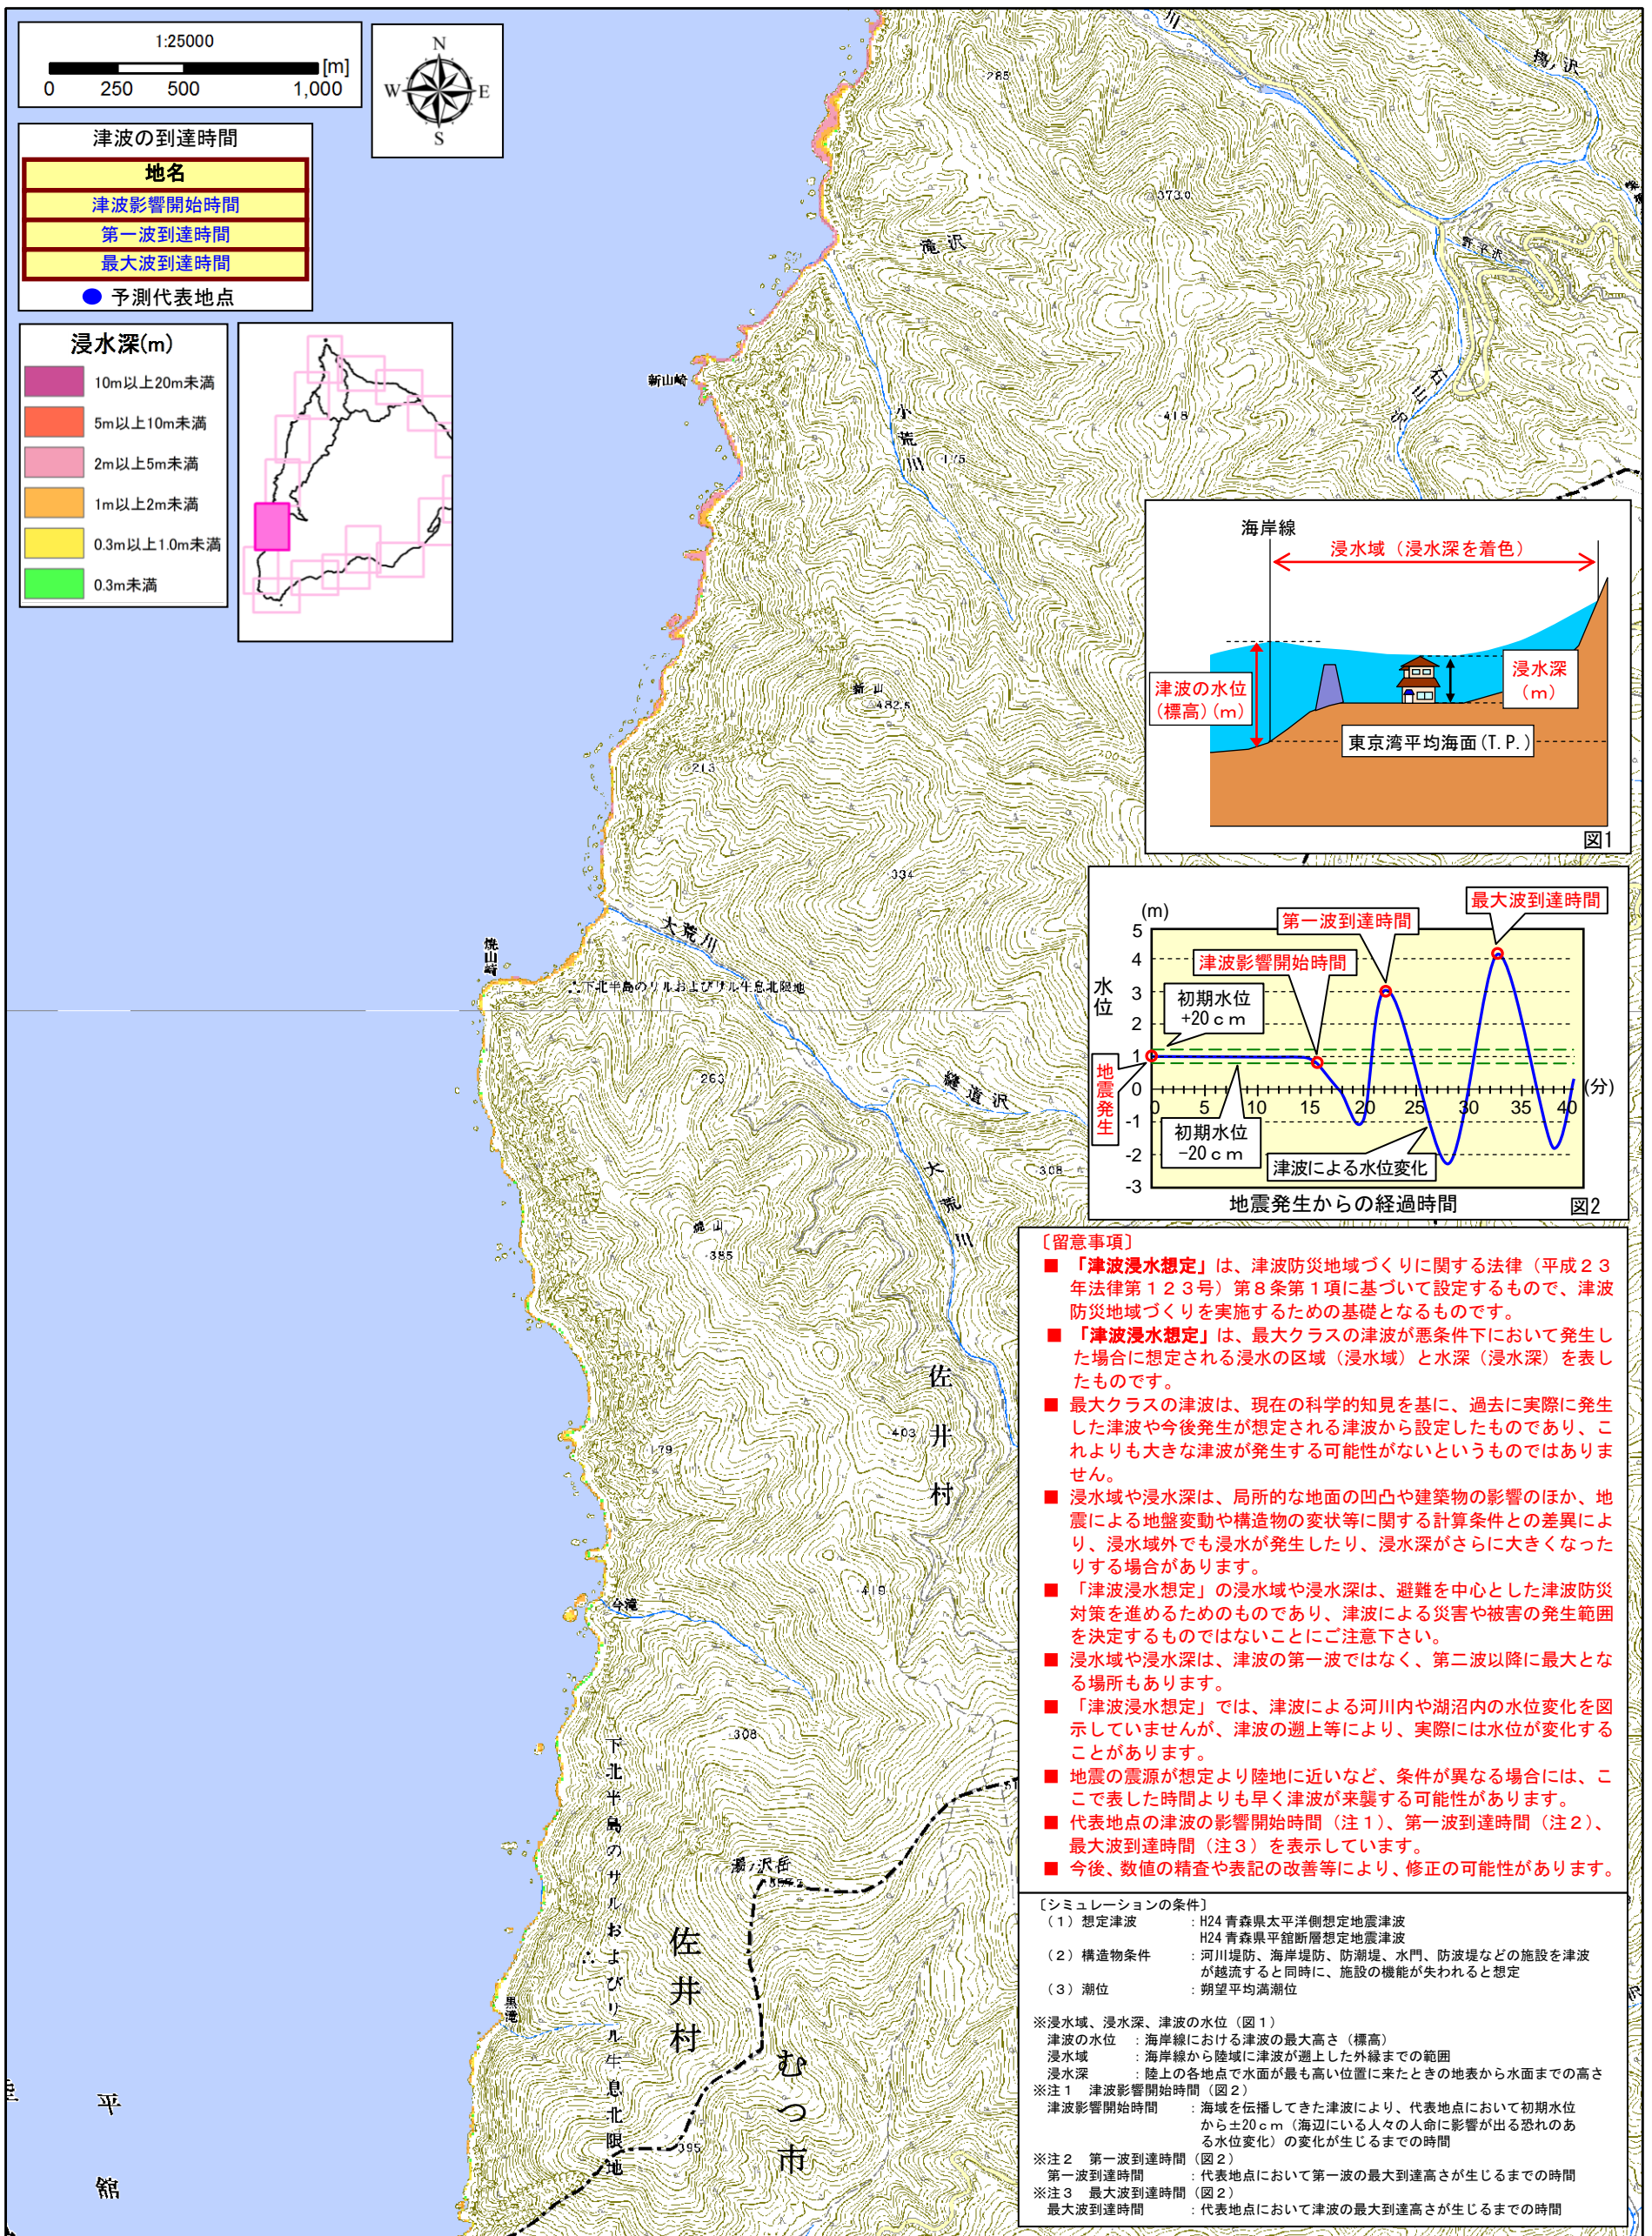 1:25000
[m]
0 250 500 1,000
N
W E
S
津波の到達時間
地名
津波影響開始時間
第一波到達時間
最大波到達時間
予測代表地点
浸水深(m)
10m以上20m未満
5m以上10m未満
2m以上5m未満
1m以上2m未満
0.3m以上1.0m未満
0.3m未満
285
373.0
滝沢
新山崎
小荒川
175
418
新山
482.5
213
334
大荒川
焼山崎
263
縫道沢
大荒川
308
焼山
385
佐井村
403
179
419
今滝
308
下北半島のサルおよびサル生息北限地
湯ノ沢岳
佐井村
黒滝
むつ市
395
平舘
海岸線
浸水域（浸水深を着色）
津波の水位
(標高)(m)
浸水深
（m）
東京湾平均海面(T.P.)
図1
(m)
水位
5
4
3
2
1
0
-1
-2
-3
最大波到達時間
第一波到達時間
津波影響開始時間
初期水位
+20ｃｍ
地震発生
初期水位
−20ｃｍ
津波による水位変化
0 5 10 15 20 25 30 35 40
(分)
地震発生からの経過時間
図2
〔留意事項〕
■ 「津波浸水想定」は、津波防災地域づくりに関する法律（平成２３
年法律第１２３号）第８条第１項に基づいて設定するもので、津波
防災地域づくりを実施するための基礎となるものです。
■ 「津波浸水想定」は、最大クラスの津波が悪条件下において発生し
た場合に想定される浸水の区域（浸水域）と水深（浸水深）を表し
たものです。
■ 最大クラスの津波は、現在の科学的知見を基に、過去に実際に発生
した津波や今後発生が想定される津波から設定したものであり、こ
れよりも大きな津波が発生する可能性がないというものではありま
せん。
■ 浸水域や浸水深は、局所的な地面の凹凸や建築物の影響のほか、地
震による地盤変動や構造物の変状等に関する計算条件との差異によ
り、浸水域外でも浸水が発生したり、浸水深がさらに大きくなった
りする場合があります。
■ 「津波浸水想定」の浸水域や浸水深は、避難を中心とした津波防災
対策を進めるためのものであり、津波による災害や被害の発生範囲
を決定するものではないことにご注意下さい。
■ 浸水域や浸水深は、津波の第一波ではなく、第二波以降に最大とな
る場所もあります。
■ 「津波浸水想定」では、津波による河川内や湖沼内の水位変化を図
示していませんが、津波の遡上等により、実際には水位が変化する
ことがあります。
■ 地震の震源が想定より陸地に近いなど、条件が異なる場合には、こ
こで表した時間よりも早く津波が来襲する可能性があります。
■ 代表地点の津波の影響開始時間（注１）、第一波到達時間（注２）、
最大波到達時間（注３）を表示しています。
■ 今後、数値の精査や表記の改善等により、修正の可能性があります。
〔シミュレーションの条件〕
（１）想定津波 ：H24 青森県太平洋側想定地震津波
H24 青森県平舘断層想定地震津波
（２）構造物条件 ：河川堤防、海岸堤防、防潮堤、水門、防波堤などの施設を津波
が越流すると同時に、施設の機能が失われると想定
（３）潮位 ：朔望平均満潮位
※浸水域、浸水深、津波の水位（図１）
津波の水位 ：海岸線における津波の最大高さ（標高）
浸水域 ：海岸線から陸域に津波が遡上した外縁までの範囲
浸水深 ：陸上の各地点で水面が最も高い位置に来たときの地表から水面までの高さ
※注１ 津波影響開始時間（図２）
津波影響開始時間 ：海域を伝播してきた津波により、代表地点において初期水位
から±20ｃｍ（海辺にいる人々の人命に影響が出る恐れのあ
る水位変化）の変化が生じるまでの時間
※注２ 第一波到達時間（図２）
第一波到達時間 ：代表地点において第一波の最大到達高さが生じるまでの時間
※注３ 最大波到達時間（図２）
最大波到達時間 ：代表地点において津波の最大到達高さが生じるまでの時間